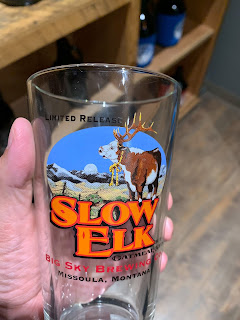 LIMITED RELEASE
SLOW
ELK
OATMEAL
BIG SKY BREWING
MISSOULA, MONTANA